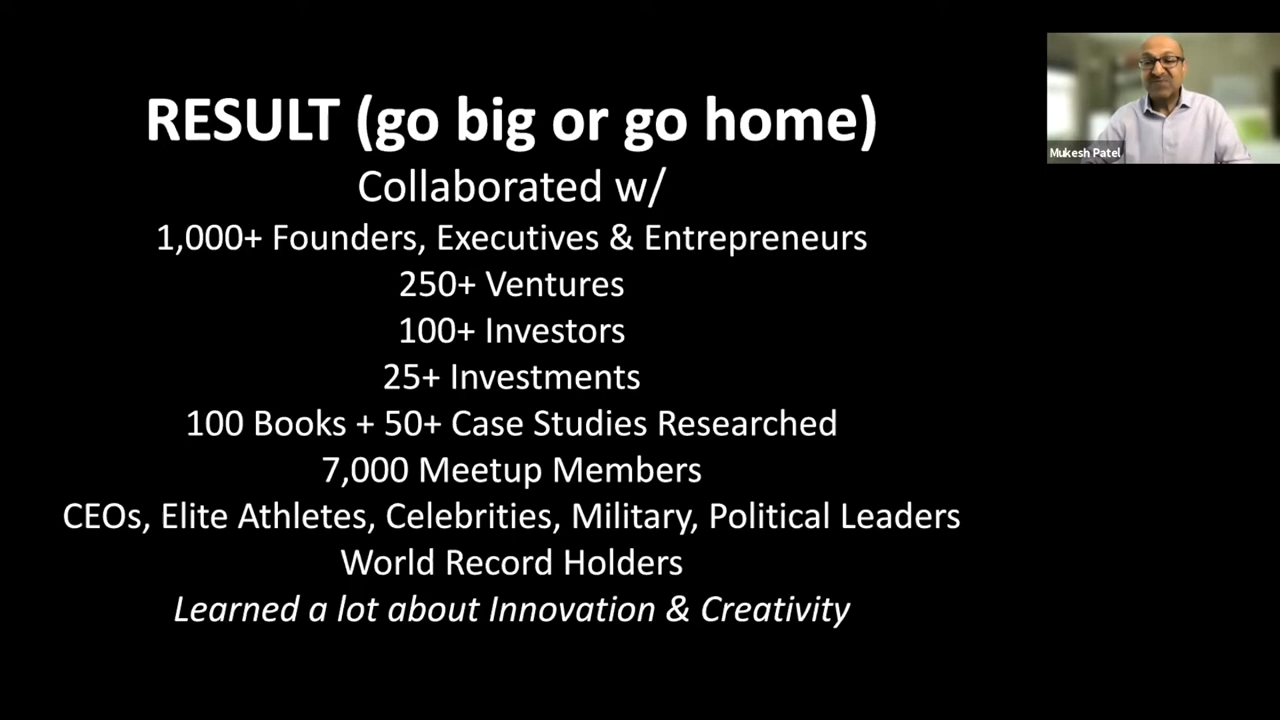 RESULT (go big or go home)
Collaborated w/
1,000+ Founders, Executives & Entrepreneurs
250+ Ventures
100+ Investors
25+ Investments
100 Books + 50+ Case Studies Researched
7,000 Meetup Members
CEOs, Elite Athletes, Celebrities, Military, Political Leaders
World Record Holders
Learned a lot about Innovation & Creativity
Mukesh Patel